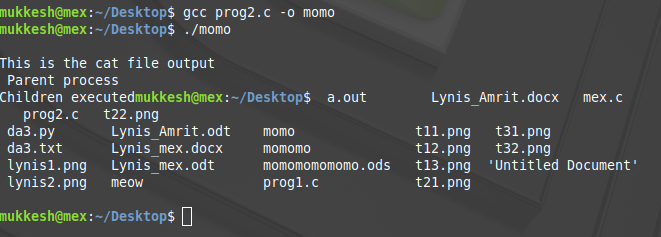 mukkesh@mex:~/Desktop$ gcc prog2.c -o momo
mukkesh@mex:~/Desktop$ ./momo
This is the cat file output
Parent process
Children executedmukkesh@mex:~/Desktop$ a.out Lynis_Amrit.docx mex.c
prog2.c t22.png
da3.py Lynis_Amrit.odt momo t11.png t31.png
da3.txt Lynis_mex.docx momomo t12.png t32.png
lynis1.png Lynis_mex.odt momomomomomo.ods t13.png 'Untitled Document'
lynis2.png meow prog1.c t21.png
mukkesh@mex:~/Desktop$